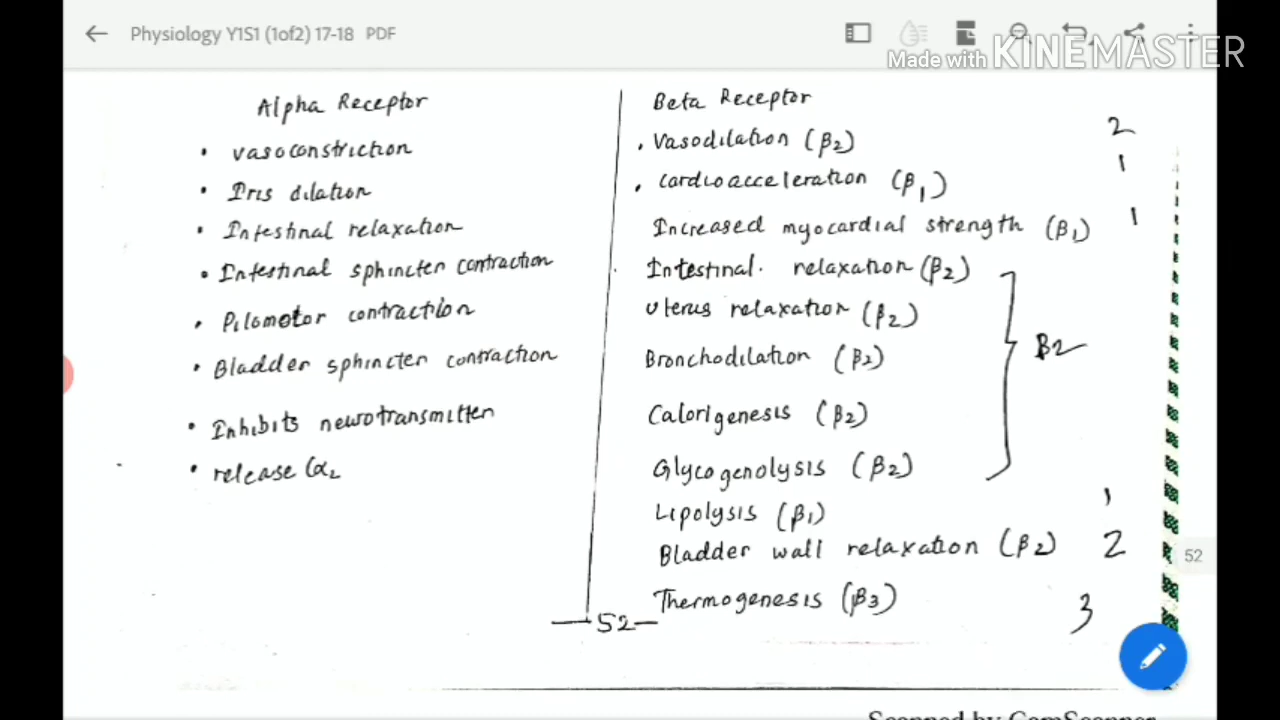 Physiology Y1S1 (1of2) 17-18 PDF
Made with KINEMASTER
Alpha Receptor
• vasoconstriction
• Iris dilation
• Intestinal relaxation
• Intestinal sphincter contraction
• Pilomotor contraction
• Bladder sphincter contraction
• Inhibits neurotransmitter
• release (α2
Beta Receptor
• Vasodilation (β2) 2
• cardioacceleration (β1) 1
Increased myocardial strength (β1) 1
Intestinal. relaxation (β2)
Uterus relaxation (β2)
Bronchodilation (β2) β2
Calorigenesis (β2)
Glycogenolysis (β2)
Lipolysis (β1) 1
Bladder wall relaxation (β2) 2
Thermogenesis (β3) 3
52
—52—